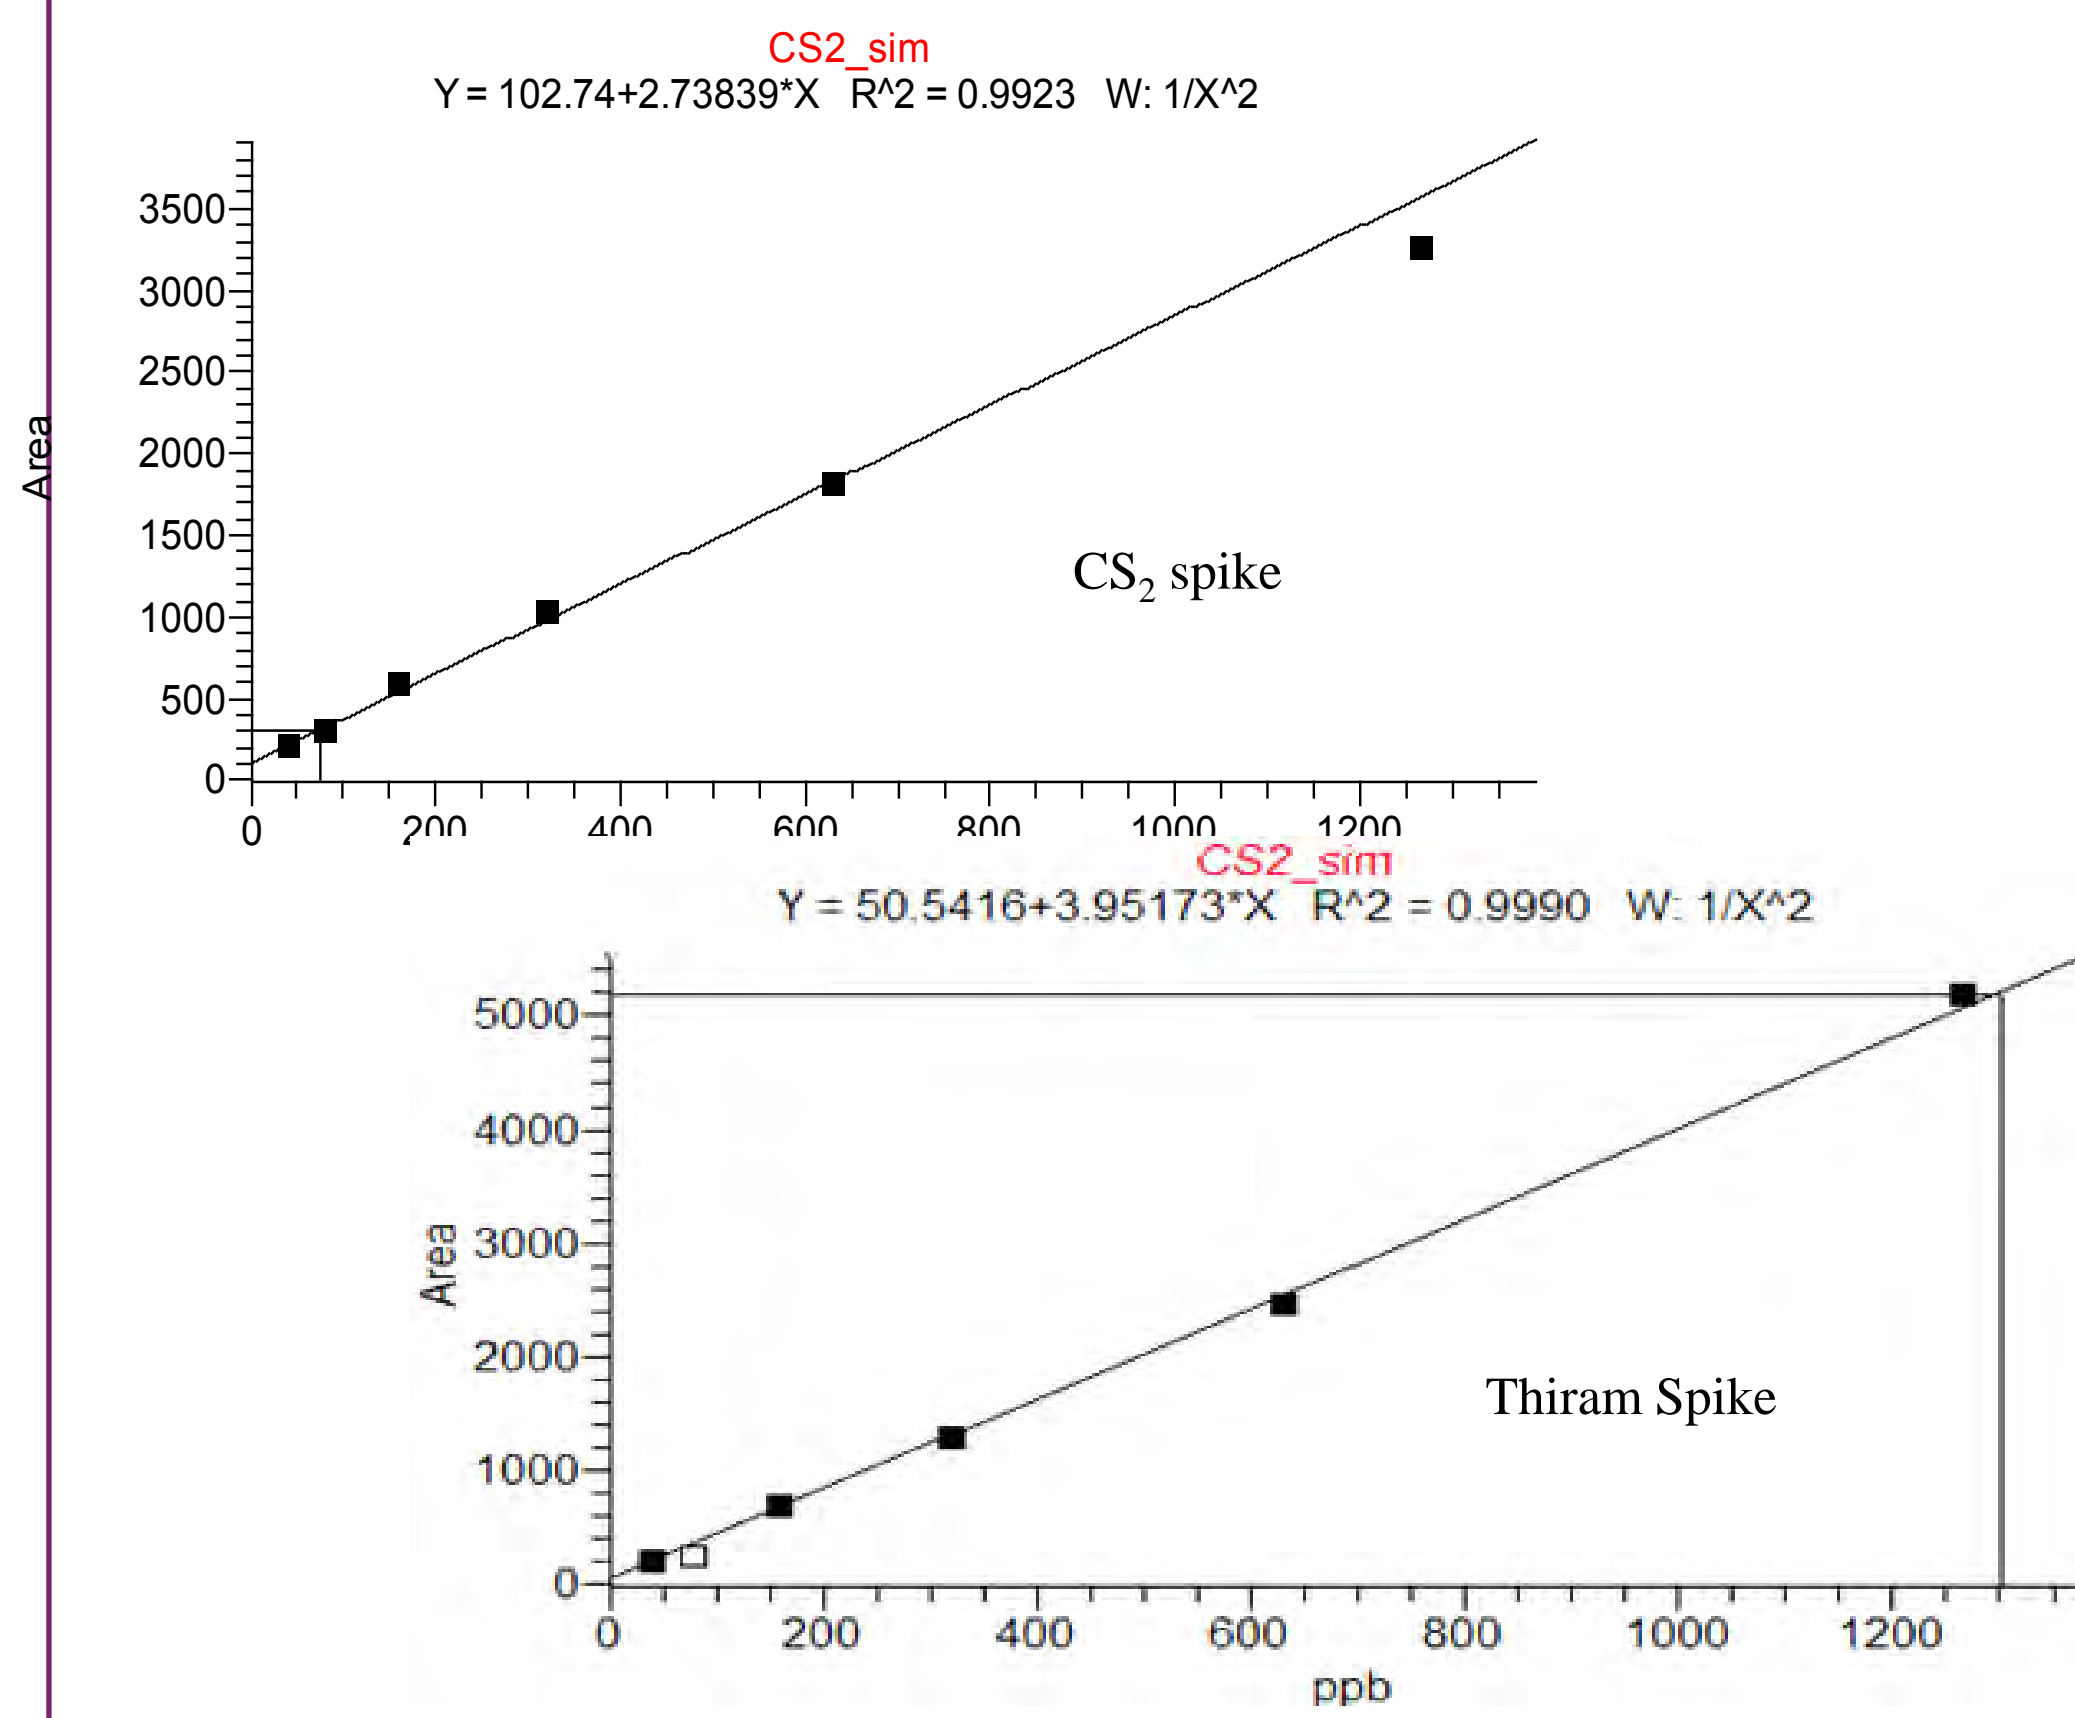 CS2_sim
Y = 102.74+2.73839*X R^2 = 0.9923 W: 1/X^2
3500
3000
2500
2000
1500
1000
500
0
Area
CS₂ spike
0 200 400 600 800 1000 1200
CS2_sim
Y = 50.5416+3.95173*X R^2 = 0.9990 W: 1/X^2
5000
4000
3000
2000
1000
0
Area
Thiram Spike
0 200 400 600 800 1000 1200
ppb